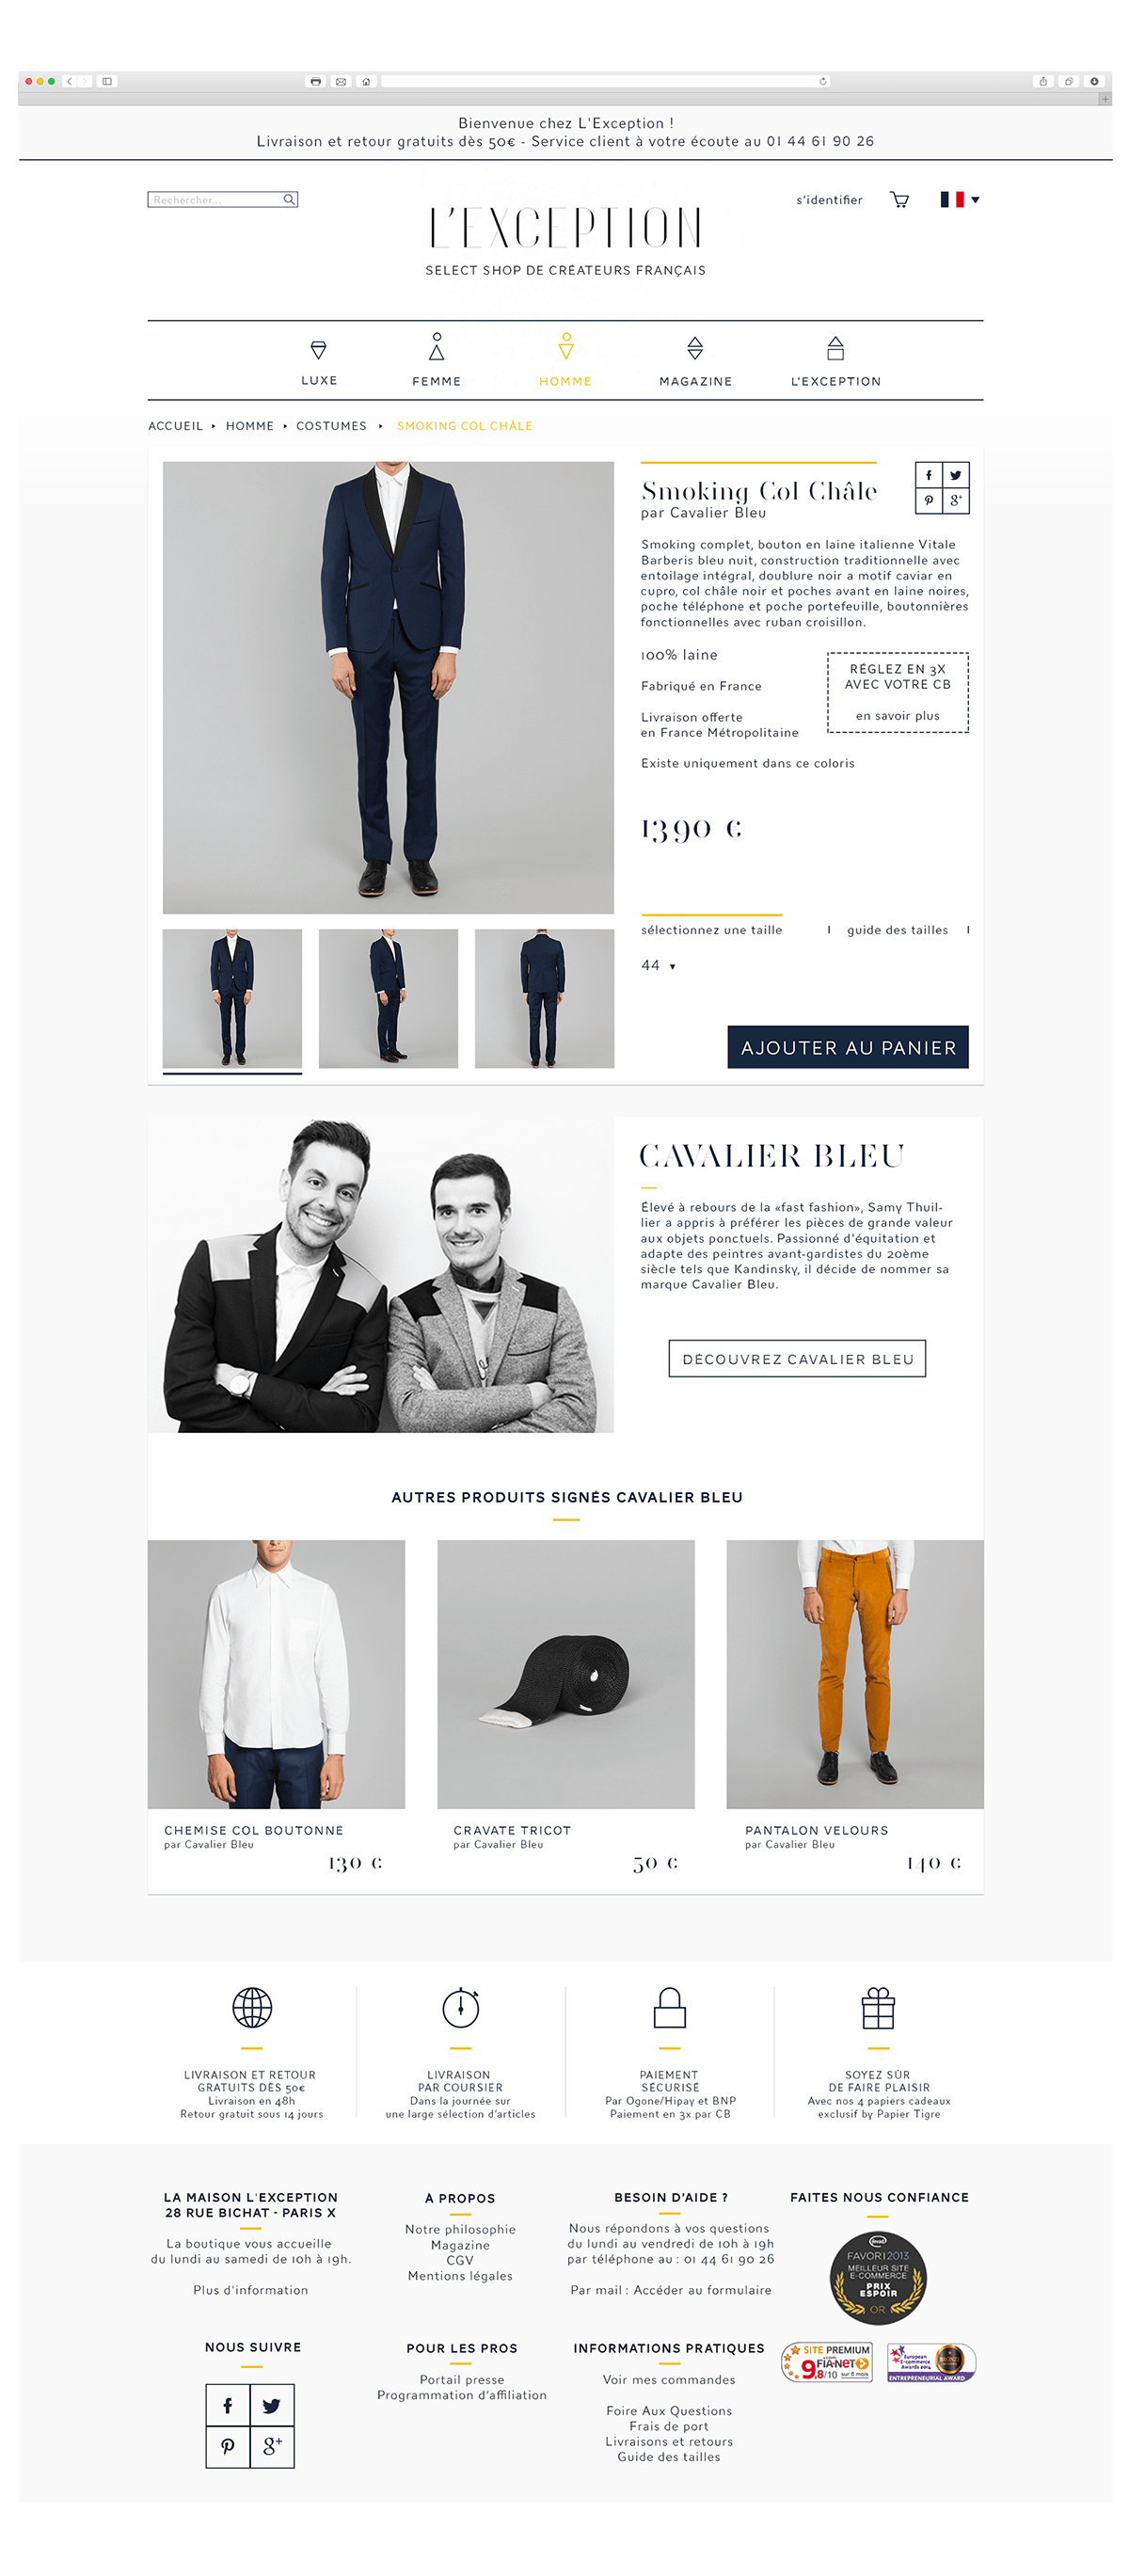 Bienvenue chez L'Exception !
Livraison et retour gratuits dès 50€ - Service client à votre écoute au 01 44 61 90 26
Rechercher...
s'identifier
L'EXCEPTION
SELECT SHOP DE CRÉATEURS FRANÇAIS
LUXE
FEMME
HOMME
MAGAZINE
L'EXCEPTION
ACCUEIL ▸ HOMME ▸ COSTUMES ▸ SMOKING COL CHÂLE
Smoking Col Châle
par Cavalier Bleu
Smoking complet, bouton en laine italienne Vitale
Barberis bleu nuit, construction traditionnelle avec
entoilage intégral, doublure noir a motif caviar en
cupro, col châle noir et poches avant en laine noires,
poche téléphone et poche portefeuille, boutonnières
fonctionnelles avec ruban croisillon.
100% laine
Fabriqué en France
Livraison offerte
en France Métropolitaine
Existe uniquement dans ce coloris
RÉGLEZ EN 3X
AVEC VOTRE CB
en savoir plus
1390 €
sélectionnez une taille
guide des tailles
44
AJOUTER AU PANIER
CAVALIER BLEU
Élevé à rebours de la «fast fashion», Samy Thuil-
lier a appris à préférer les pièces de grande valeur
aux objets ponctuels. Passionné d'équitation et
adapte des peintres avant-gardistes du 20ème
siècle tels que Kandinsky, il décide de nommer sa
marque Cavalier Bleu.
DÉCOUVREZ CAVALIER BLEU
AUTRES PRODUITS SIGNÉS CAVALIER BLEU
CHEMISE COL BOUTONNE
par Cavalier Bleu
130 €
CRAVATE TRICOT
par Cavalier Bleu
50 €
PANTALON VELOURS
par Cavalier Bleu
140 €
LIVRAISON ET RETOUR
GRATUITS DÈS 50€
Livraison en 48h
Retour gratuit sous 14 jours
LIVRAISON
PAR COURSIER
Dans la journée sur
une large sélection d'articles
PAIEMENT
SÉCURISÉ
Par Ogone/Hipay et BNP
Paiement en 3x par CB
SOYEZ SÛR
DE FAIRE PLAISIR
Avec nos 4 papiers cadeaux
exclusif by Papier Tigre
LA MAISON L'EXCEPTION
28 RUE BICHAT - PARIS X
La boutique vous accueille
du lundi au samedi de 10h à 19h.
Plus d'information
À PROPOS
Notre philosophie
Magazine
CGV
Mentions légales
BESOIN D'AIDE ?
Nous répondons à vos questions
du lundi au vendredi de 10h à 19h
par téléphone au : 01 44 61 90 26
Par mail : Accéder au formulaire
FAITES NOUS CONFIANCE
FAVOR'I 2013
MEILLEUR SITE
E-COMMERCE
PRIX
ESPOIR
OR
NOUS SUIVRE
POUR LES PROS
Portail presse
Programmation d'affiliation
INFORMATIONS PRATIQUES
Voir mes commandes
Foire Aux Questions
Frais de port
Livraisons et retours
Guide des tailles
SITE PREMIUM
FIA-NET
9,8/10 sur 6 mois
European
E-commerce
Awards 2014
BRONZE
ENTREPRENEURIAL AWARD